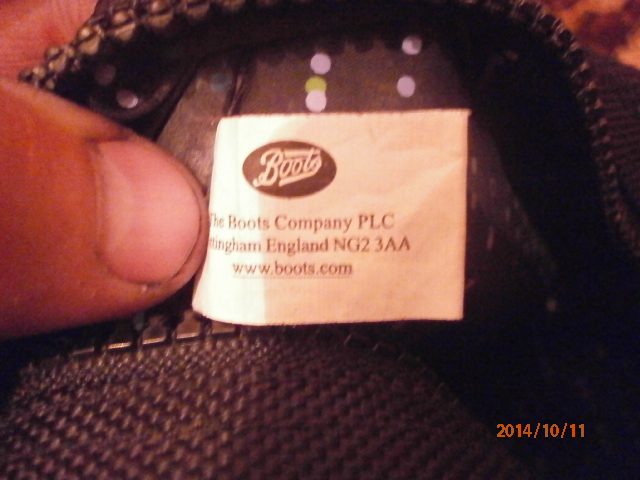 Boots
The Boots Company PLC
ttingham England NG2 3AA
www.boots.com
2014/10/11